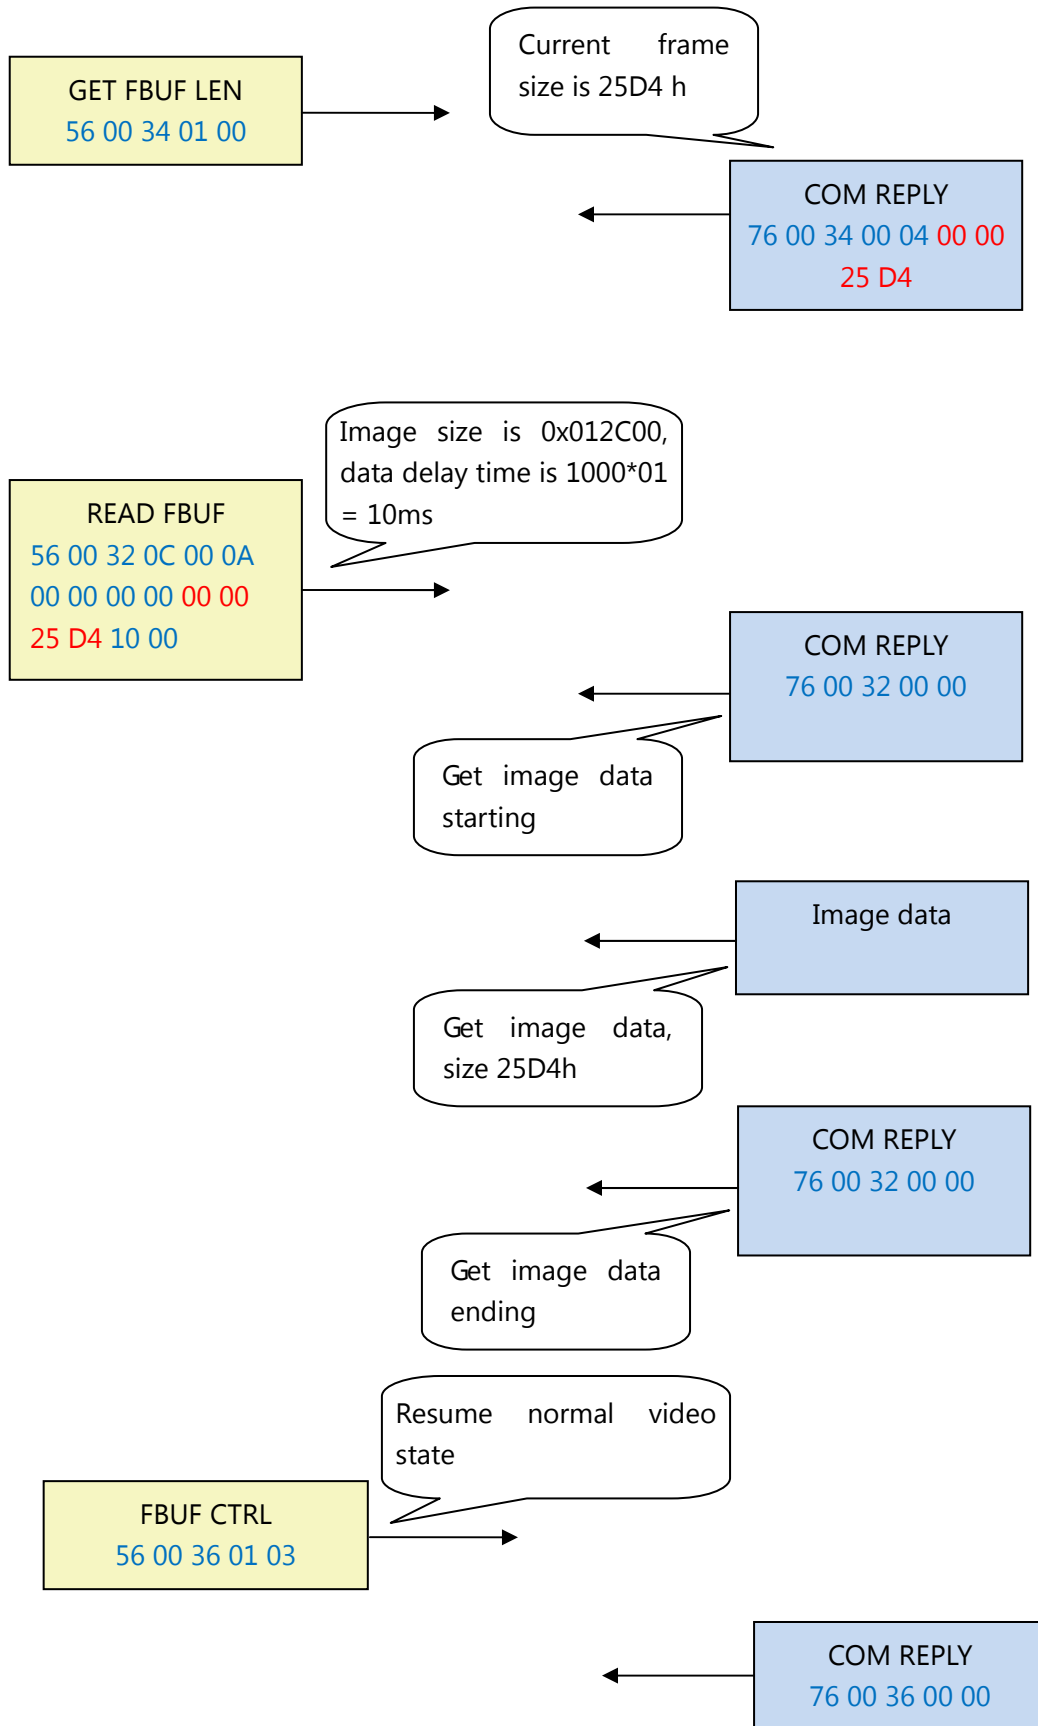 Current frame
size is 25D4 h
GET FBUF LEN
56 00 34 01 00
COM REPLY
76 00 34 00 04 00 00
25 D4
Image size is 0x012C00,
data delay time is 1000*01
= 10ms
READ FBUF
56 00 32 0C 00 0A
00 00 00 00 00 00
25 D4 10 00
COM REPLY
76 00 32 00 00
Get image data
starting
Image data
Get image data,
size 25D4h
COM REPLY
76 00 32 00 00
Get image data
ending
Resume normal video
state
FBUF CTRL
56 00 36 01 03
COM REPLY
76 00 36 00 00